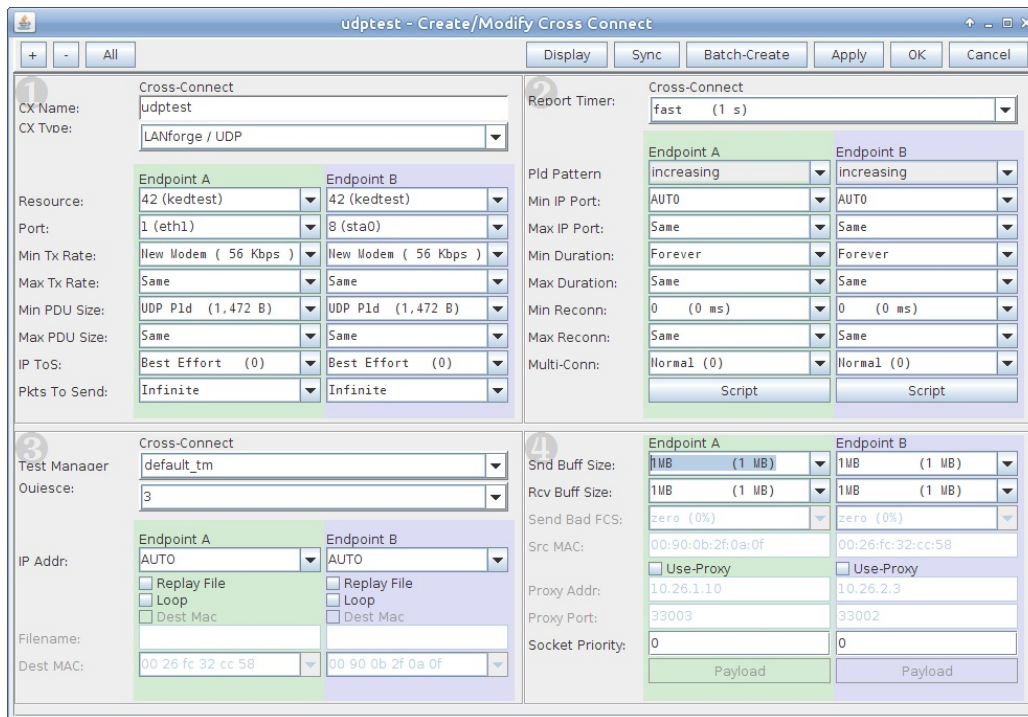 udptest - Create/Modify Cross Connect
+ - All Display Sync Batch-Create Apply OK Cancel
1
Cross-Connect
CX Name: udptest
CX Type: LANforge / UDP
Endpoint A Endpoint B
Resource: 42 (kedtest) 42 (kedtest)
Port: 1 (eth1) 8 (sta0)
Min Tx Rate: New Modem ( 56 Kbps ) New Modem ( 56 Kbps )
Max Tx Rate: Same Same
Min PDU Size: UDP Pld (1,472 B) UDP Pld (1,472 B)
Max PDU Size: Same Same
IP ToS: Best Effort (0) Best Effort (0)
Pkts To Send: Infinite Infinite
2
Cross-Connect
Report Timer: fast (1 s)
Endpoint A Endpoint B
Pld Pattern increasing increasing
Min IP Port: AUTO AUTO
Max IP Port: Same Same
Min Duration: Forever Forever
Max Duration: Same Same
Min Reconn: 0 (0 ms) 0 (0 ms)
Max Reconn: Same Same
Multi-Conn: Normal (0) Normal (0)
Script Script
3
Cross-Connect
Test Manager default_tm
Quiesce: 3
Endpoint A Endpoint B
IP Addr: AUTO AUTO
Replay File Replay File
Loop Loop
Dest Mac Dest Mac
Filename:
Dest MAC: 00 26 fc 32 cc 58 00 90 0b 2f 0a 0f
4
Endpoint A Endpoint B
Snd Buff Size: 1MB (1 MB) 1MB (1 MB)
Rcv Buff Size: 1MB (1 MB) 1MB (1 MB)
Send Bad FCS: zero (0%) zero (0%)
Src MAC: 00:90:0b:2f:0a:0f 00:26:fc:32:cc:58
Use-Proxy Use-Proxy
Proxy Addr: 10.26.1.10 10.26.2.3
Proxy Port: 33003 33002
Socket Priority: 0 0
Payload Payload